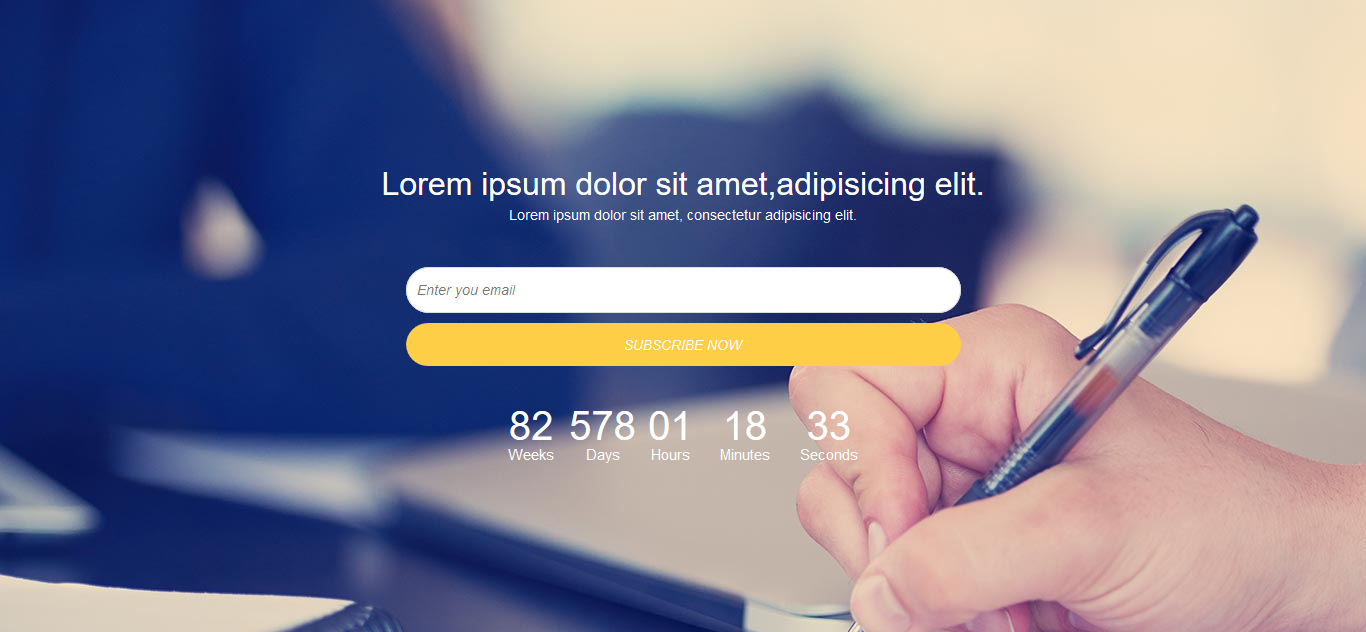 Lorem ipsum dolor sit amet,adipisicing elit.
Lorem ipsum dolor sit amet, consectetur adipisicing elit.
Enter you email
SUBSCRIBE NOW
82 578 01 18 33
Weeks Days Hours Minutes Seconds